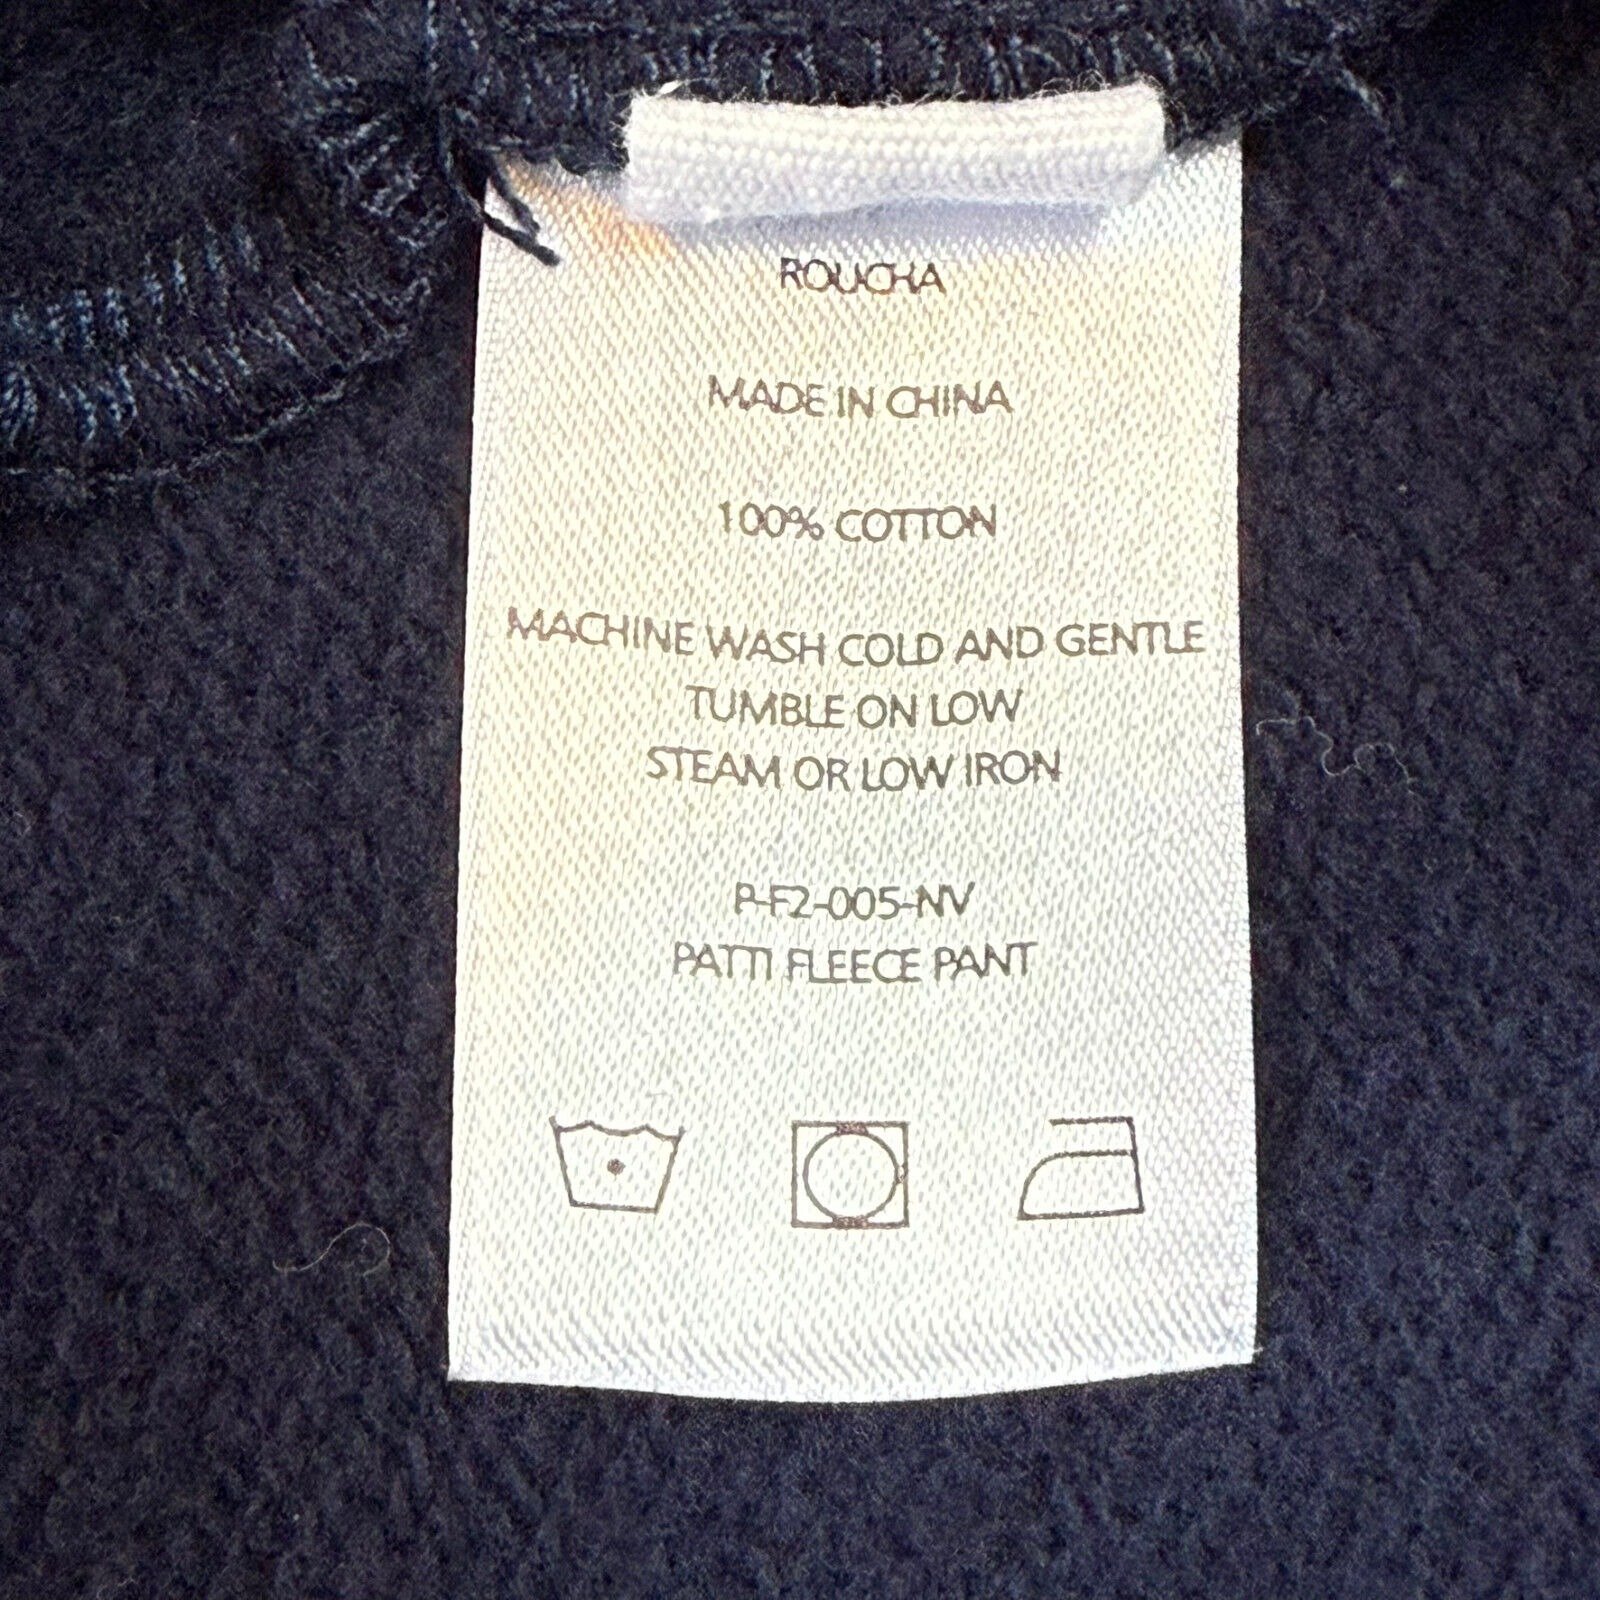 ROUCHA
MADE IN CHINA
100% COTTON
MACHINE WASH COLD AND GENTLE
TUMBLE ON LOW
STEAM OR LOW IRON
P-F2-005-NV
PATTI FLEECE PANT